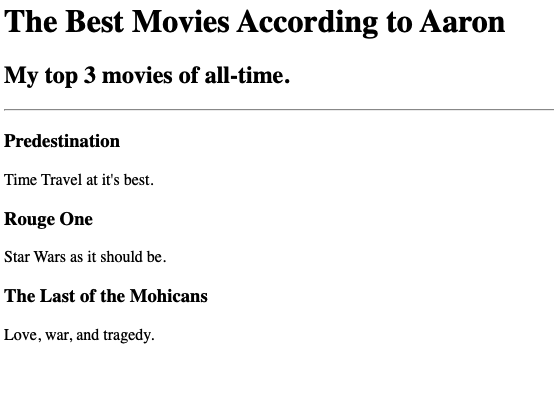 The Best Movies According to Aaron
My top 3 movies of all-time.
Predestination
Time Travel at it's best.
Rouge One
Star Wars as it should be.
The Last of the Mohicans
Love, war, and tragedy.